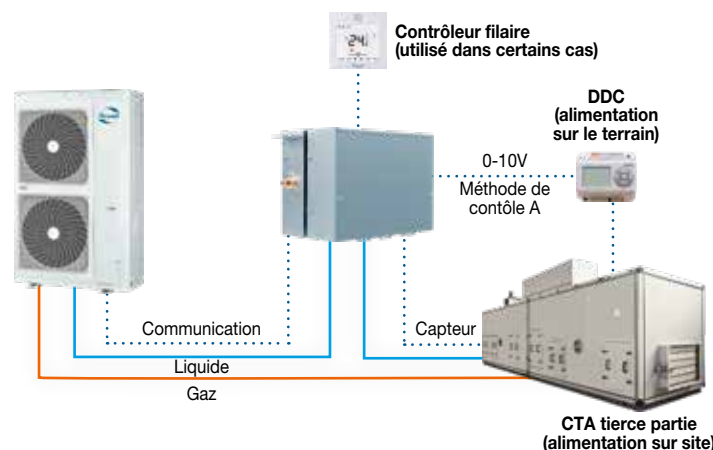 Contrôleur filaire
(utilisé dans certains cas)
24
DDC
(alimentation
sur le terrain)
0-10V
Méthode de
contôle A
Communication
Capteur
Liquide
Gaz
CTA tierce partie
(alimentation sur site)